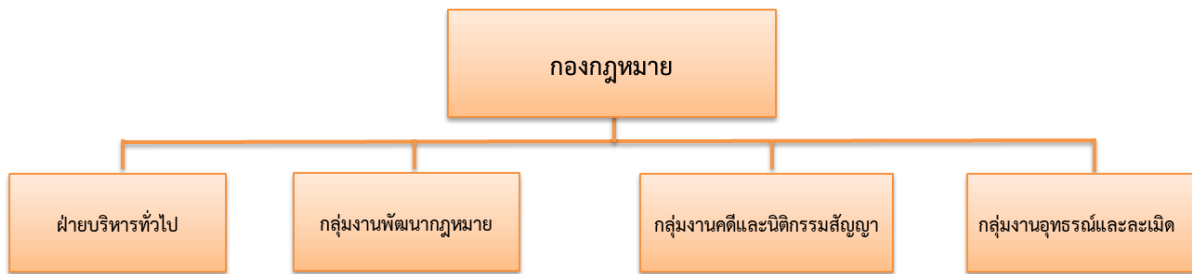 กองกฎหมาย
ฝ่ายบริหารทั่วไป
กลุ่มงานพัฒนากฎหมาย
กลุ่มงานคดีและนิติกรรมสัญญา
กลุ่มงานอุทธรณ์และละเมิด